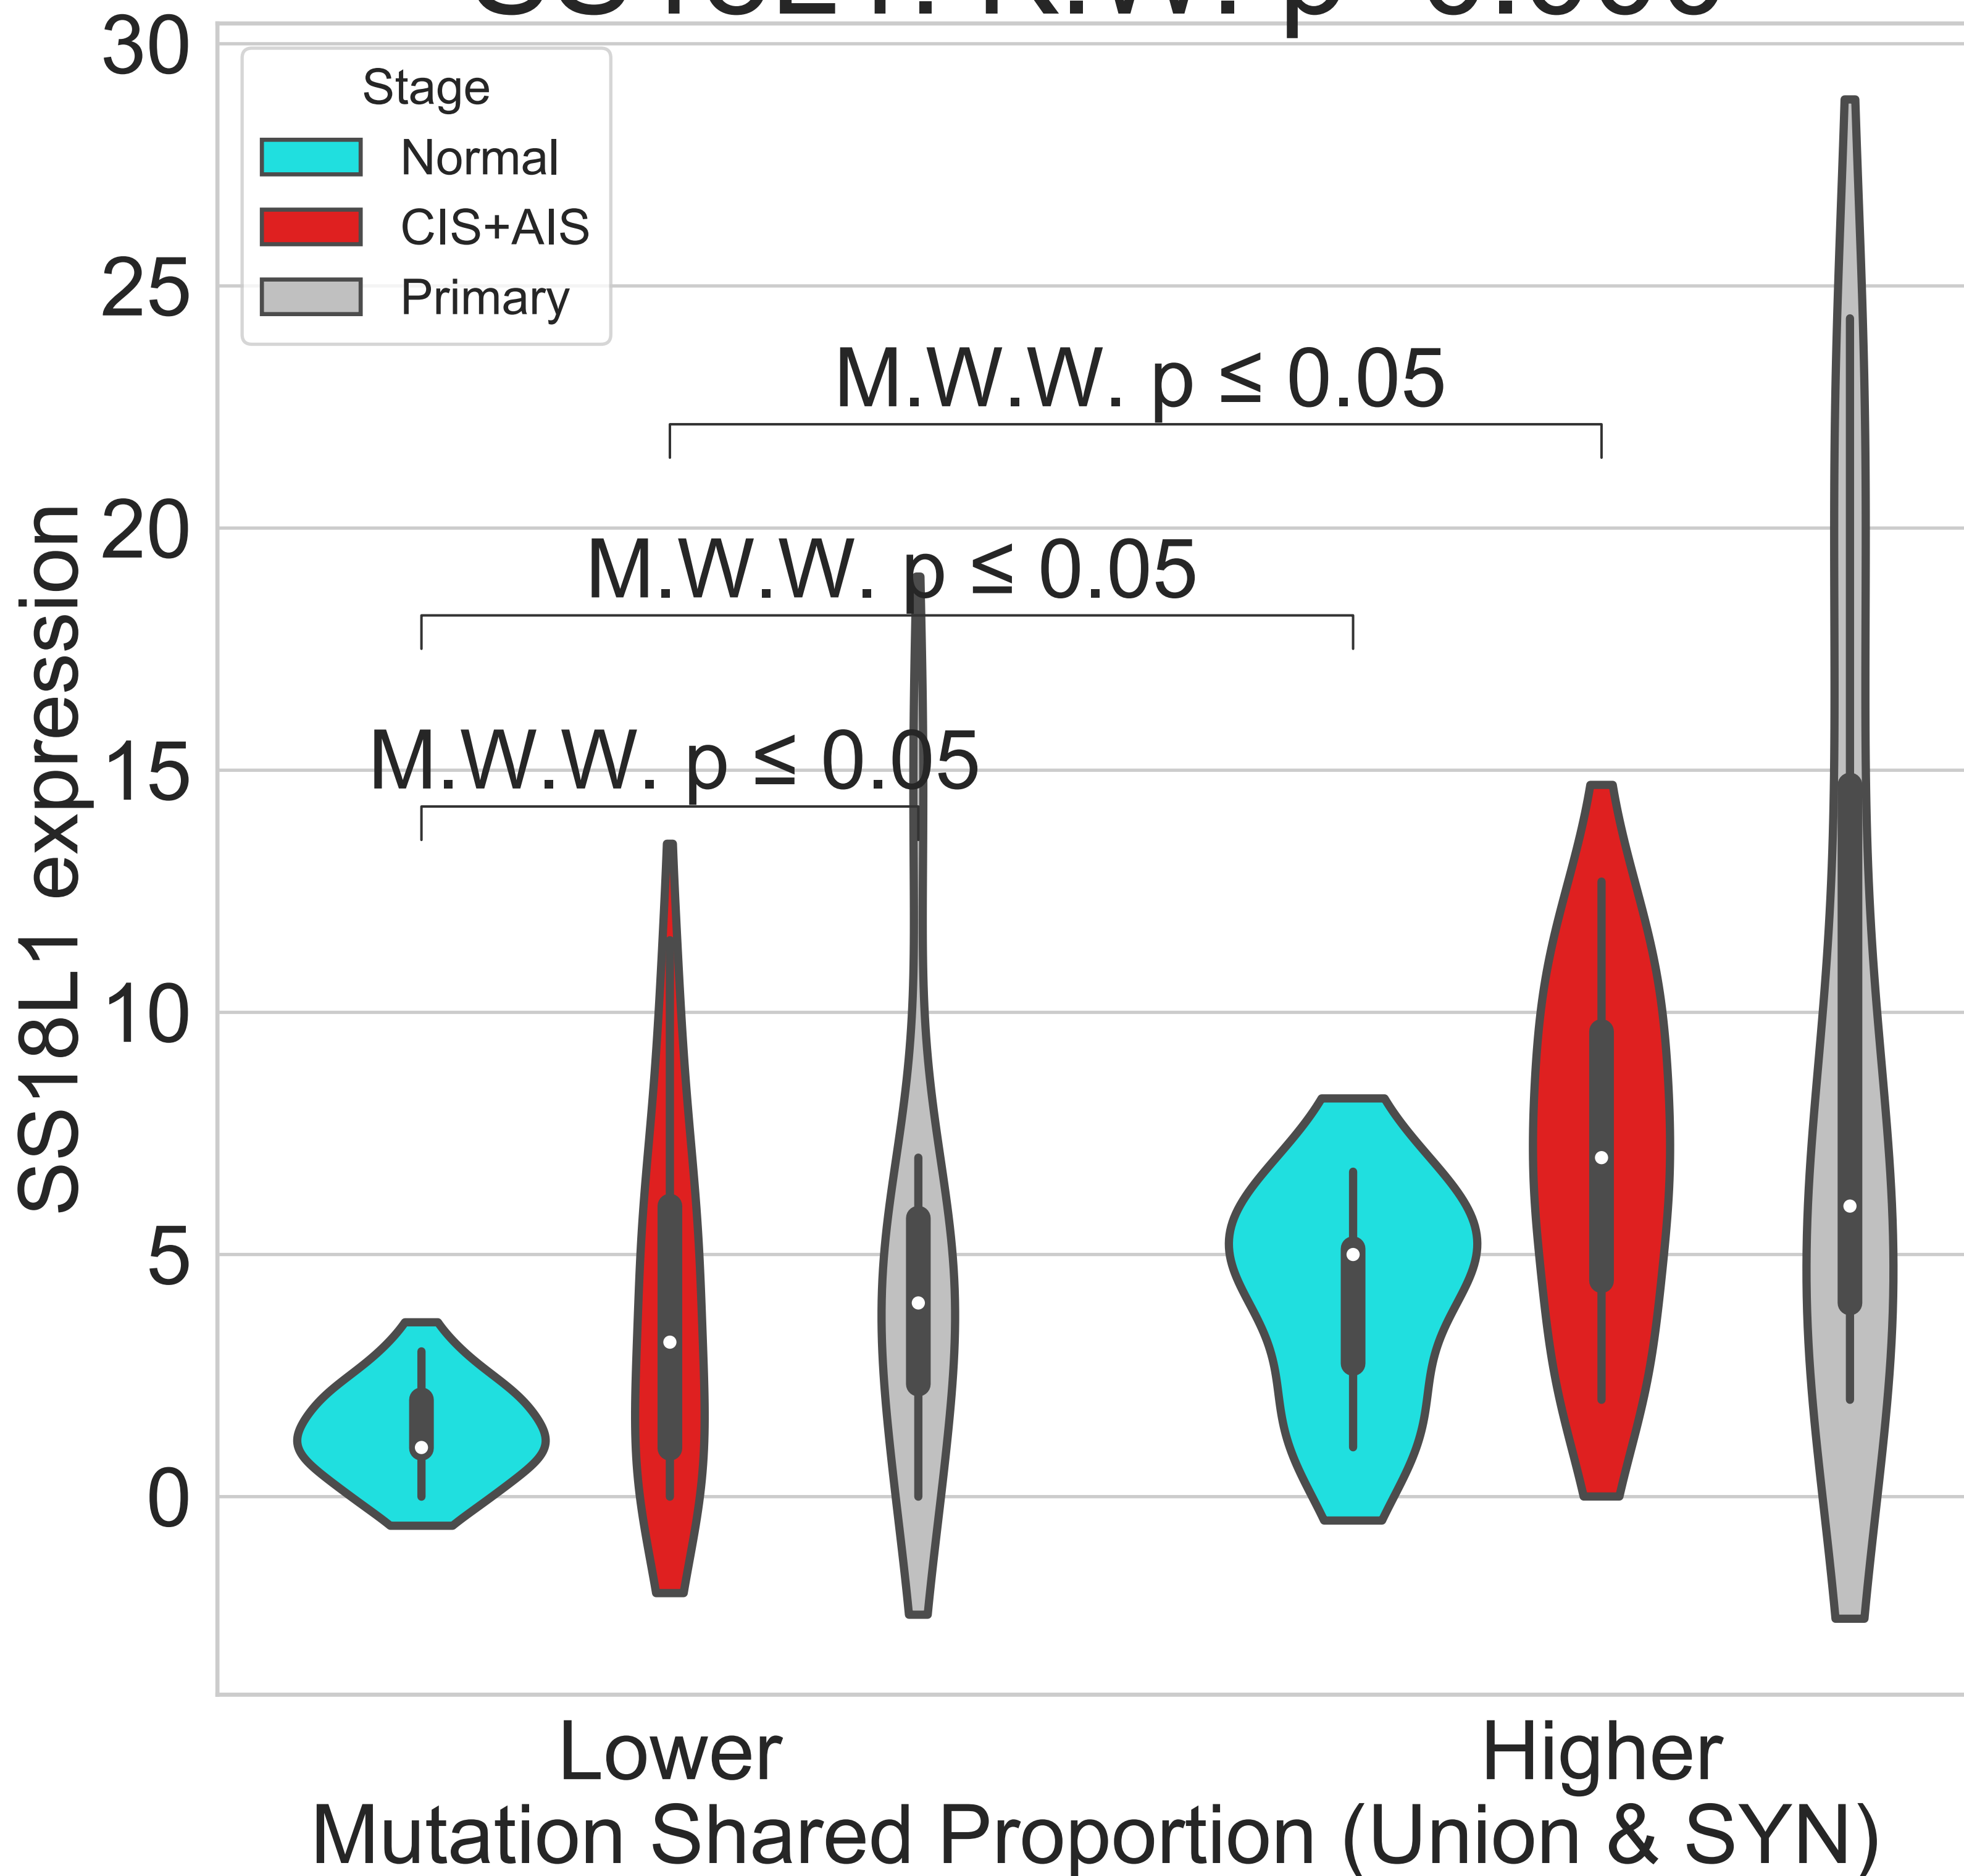 30
Stage
Normal
CIS+AIS
25
Primary
M.W.W. p ≤ 0.05
20
M.W.W. p ≤ 0.05
15
M.W.W. p ≤ 0.05
SS18L1 expression
10
5
0
Lower
Higher
Mutation Shared Proportion (Union & SYN)